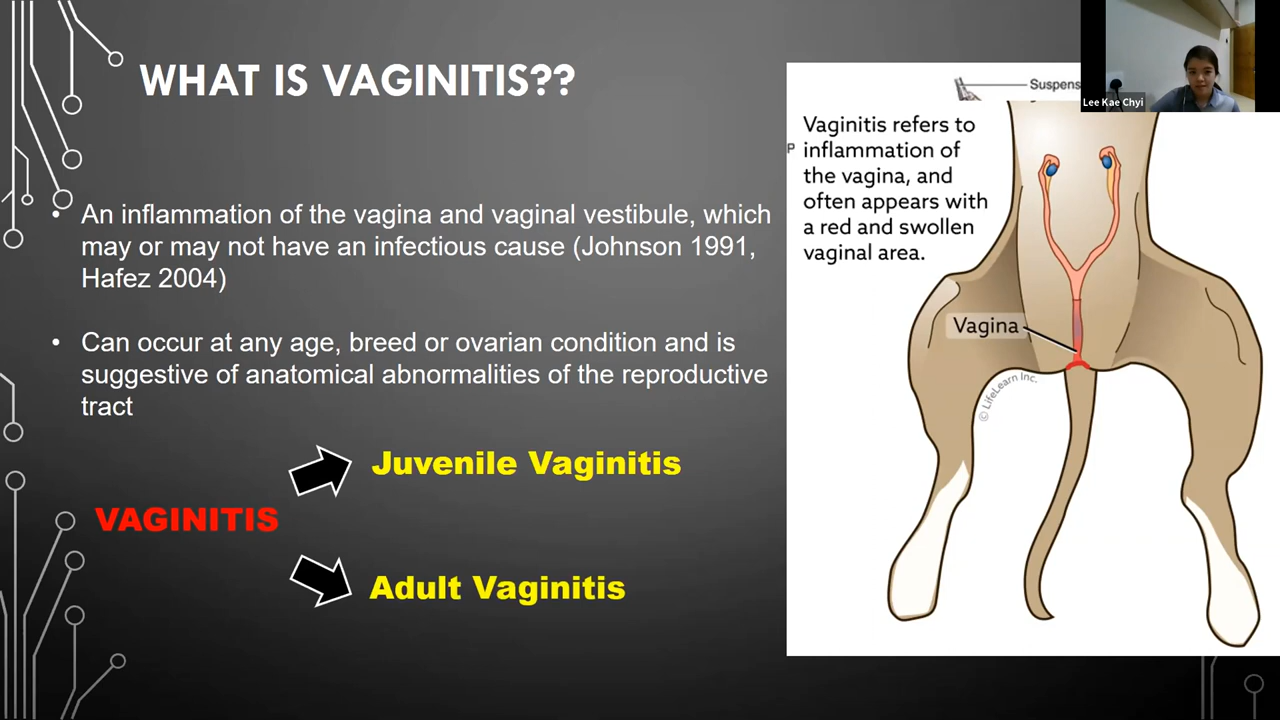 WHAT IS VAGINITIS??
• An inflammation of the vagina and vaginal vestibule, which
may or may not have an infectious cause (Johnson 1991,
Hafez 2004)
• Can occur at any age, breed or ovarian condition and is
suggestive of anatomical abnormalities of the reproductive
tract
VAGINITIS
Juvenile Vaginitis
Adult Vaginitis
Suspens
P
Vaginitis refers to
inflammation of
the vagina, and
often appears with
a red and swollen
vaginal area.
Vagina
© LifeLearn Inc.
Lee Kae Chyi